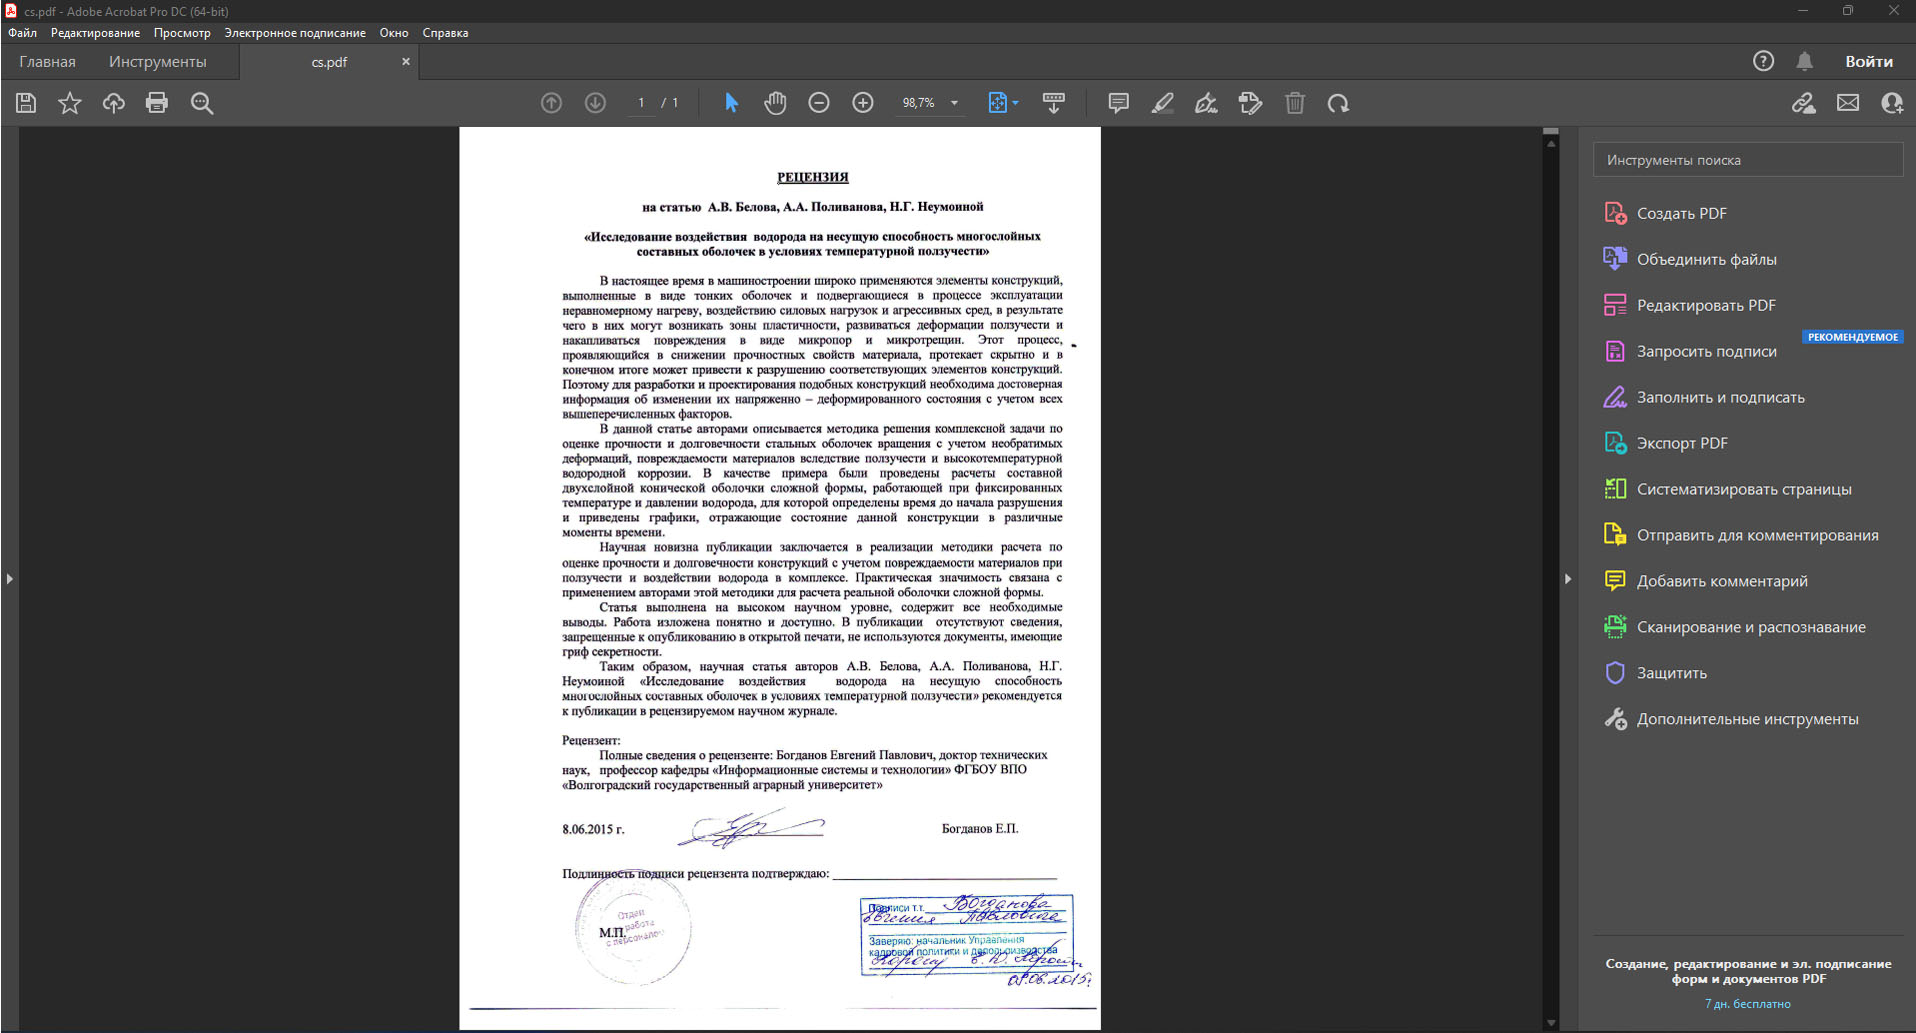 cs.pdf - Adobe Acrobat Pro DC (64-bit)
Файл Редактирование Просмотр Электронное подписание Окно Справка
Главная Инструменты cs.pdf × Войти
1 / 1 98,7%
РЕЦЕНЗИЯ
на статью А.В. Белова, А.А. Поливанова, Н.Г. Неумоиной
«Исследование воздействия водорода на несущую способность многослойных
составных оболочек в условиях температурной ползучести»
В настоящее время в машиностроении широко применяются элементы конструкций,
выполненные в виде тонких оболочек и подвергающиеся в процессе эксплуатации
неравномерному нагреву, воздействию силовых нагрузок и агрессивных сред, в результате
чего в них могут возникать зоны пластичности, развиваться деформации ползучести и
накапливаться повреждения в виде микропор и микротрещин. Этот процесс,
проявляющийся в снижении прочностных свойств материала, протекает скрытно и в
конечном итоге может привести к разрушению соответствующих элементов конструкций.
Поэтому для разработки и проектирования подобных конструкций необходима достоверная
информация об изменении их напряженно – деформированного состояния с учетом всех
вышеперечисленных факторов.
В данной статье авторами описывается методика решения комплексной задачи по
оценке прочности и долговечности стальных оболочек вращения с учетом необратимых
деформаций, повреждаемости материалов вследствие ползучести и высокотемпературной
водородной коррозии. В качестве примера были проведены расчеты составной
двухслойной конической оболочки сложной формы, работающей при фиксированных
температуре и давлении водорода, для которой определены время до начала разрушения
и приведены графики, отражающие состояние данной конструкции в различные
моменты времени.
Научная новизна публикации заключается в реализации методики расчета по
оценке прочности и долговечности конструкций с учетом повреждаемости материалов при
ползучести и воздействии водорода в комплексе. Практическая значимость связана с
применением авторами этой методики для расчета реальной оболочки сложной формы.
Статья выполнена на высоком научном уровне, содержит все необходимые
выводы. Работа изложена понятно и доступно. В публикации отсутствуют сведения,
запрещенные к опубликованию в открытой печати, не используются документы, имеющие
гриф секретности.
Таким образом, научная статья авторов А.В. Белова, А.А. Поливанова, Н.Г.
Неумоиной «Исследование воздействия водорода на несущую способность
многослойных составных оболочек в условиях температурной ползучести» рекомендуется
к публикации в рецензируемом научном журнале.
Рецензент:
Полные сведения о рецензенте: Богданов Евгений Павлович, доктор технических
наук, профессор кафедры «Информационные системы и технологии» ФГБОУ ВПО
«Волгоградский государственный аграрный университет»
8.06.2015 г. Богданов Е.П.
Подлинность подписи рецензента подтверждаю:
Отдел
работа
с персоналом
М.П.
Подписи т.т. Богданова
Евгения Павловича
Заверяю: начальник Управления
кадровой политики и делопроизводства
08.06.2015г
Инструменты поиска
Создать PDF
Объединить файлы
Редактировать PDF
РЕКОМЕНДУЕМОЕ
Запросить подписи
Заполнить и подписать
Экспорт PDF
Систематизировать страницы
Отправить для комментирования
Добавить комментарий
Сканирование и распознавание
Защитить
Дополнительные инструменты
Создание, редактирование и эл. подписание
форм и документов PDF
7 дн. бесплатно